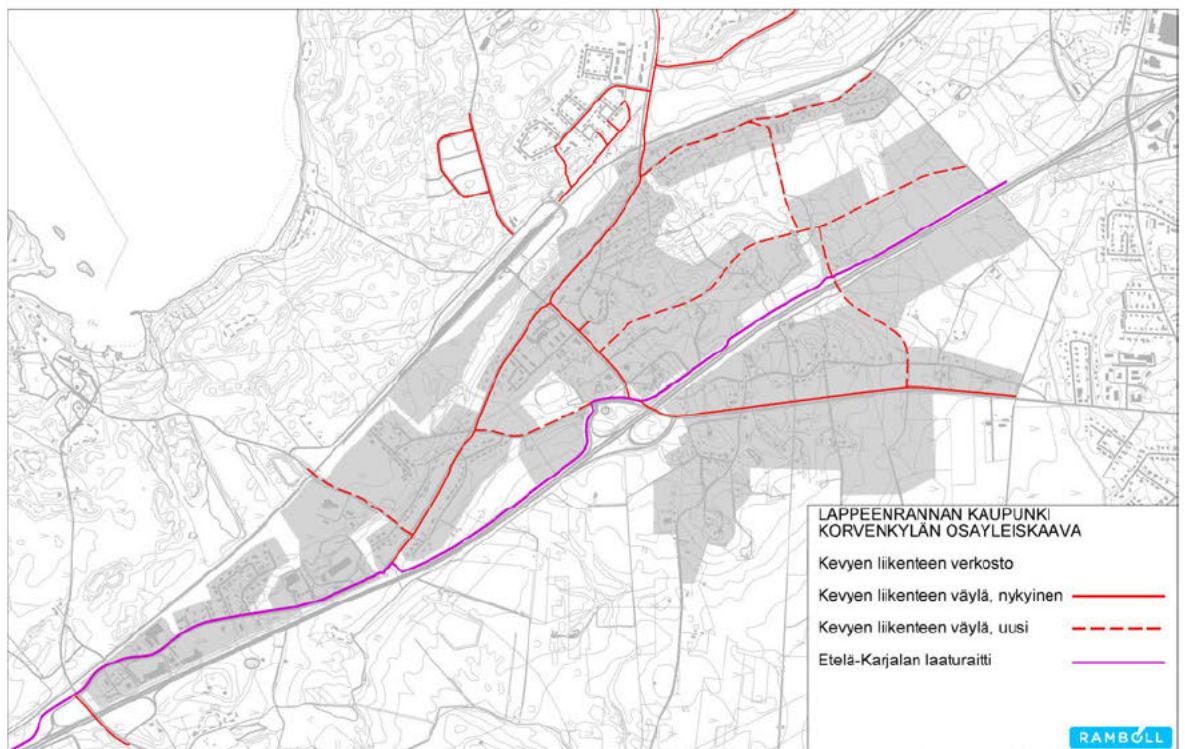 LAPPEENRANNAN KAUPUNKI
KORVENKYLÄN OSAYLEISKAAVA
Kevyen liikenteen verkosto
Kevyen liikenteen väylä, nykyinen
Kevyen liikenteen väylä, uusi
Etelä-Karjalan laaturaitti
RAMBOLL